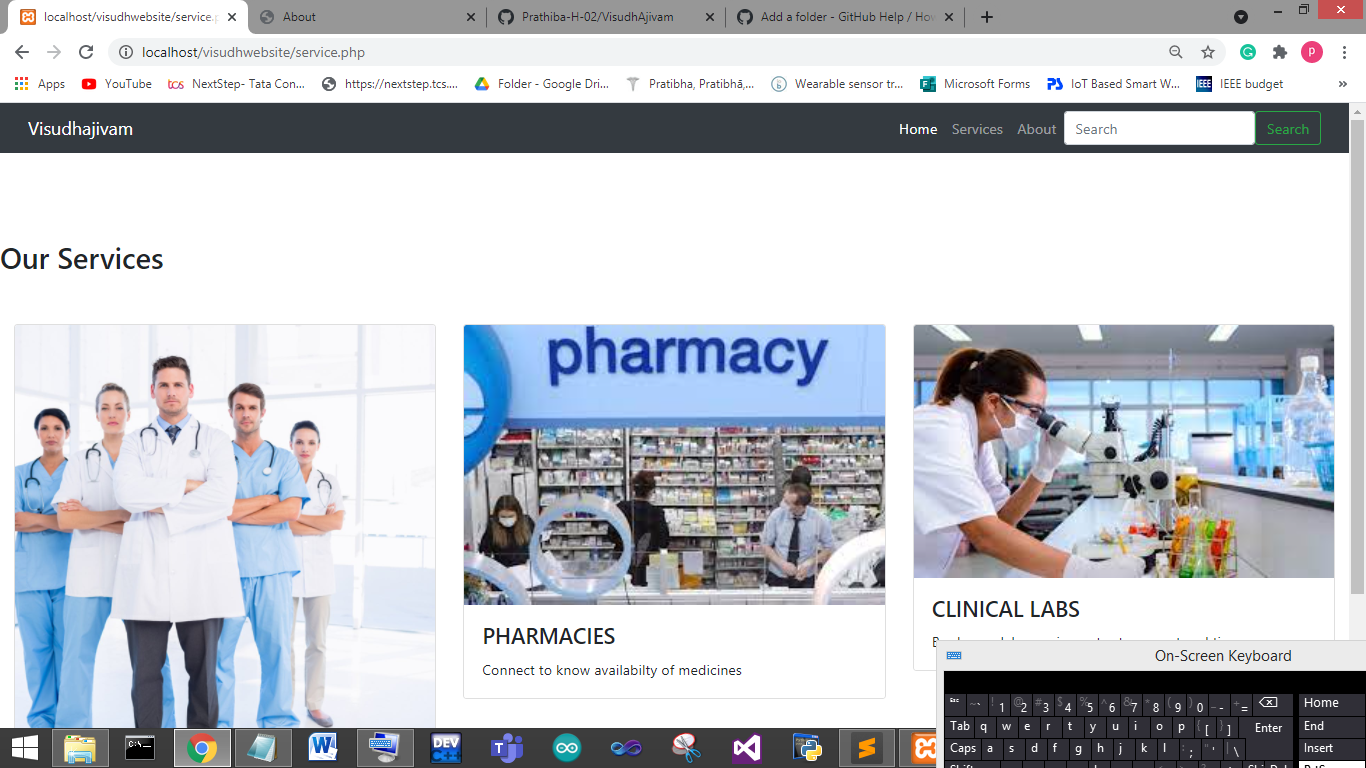 localhost/visudhwebsite/service.p
About
Prathiba-H-02/VisudhAjivam
Add a folder - GitHub Help / How
localhost/visudhwebsite/service.php
P
Apps
YouTube
tcs NextStep- Tata Con...
https://nextstep.tcs....
Folder - Google Dri...
Pratibha, Pratibhā,...
Wearable sensor tr...
Microsoft Forms
IoT Based Smart W...
IEEE IEEE budget
»
Visudhajivam
Home Services About Search Search
Our Services
pharmacy
PHARMACIES
Connect to know availabilty of medicines
CLINICAL LABS
On-Screen Keyboard
Esc ~ ` ! 1 @ 2 # 3 $ 4 % 5 ^ 6 & 7 * 8 ( 9 ) 0 _ - + = Home
Tab q w e r t y u i o p { [ } ] Enter End
Caps a s d f g h j k l : ; " ' | \ Insert
DEV C++